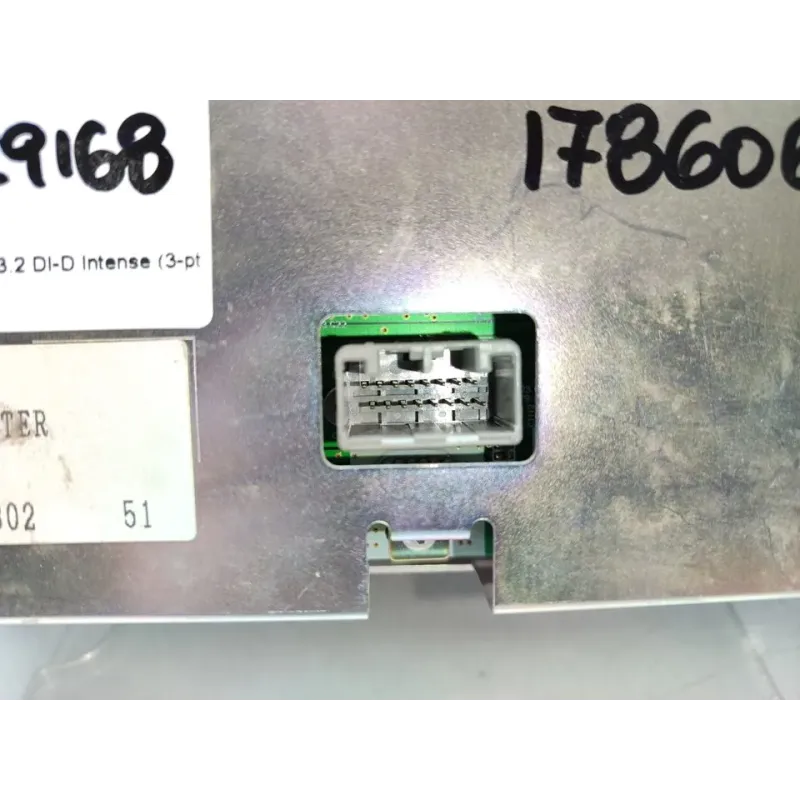 9168
178606
3.2 DI-D Intense (3-pt
TER
302 51